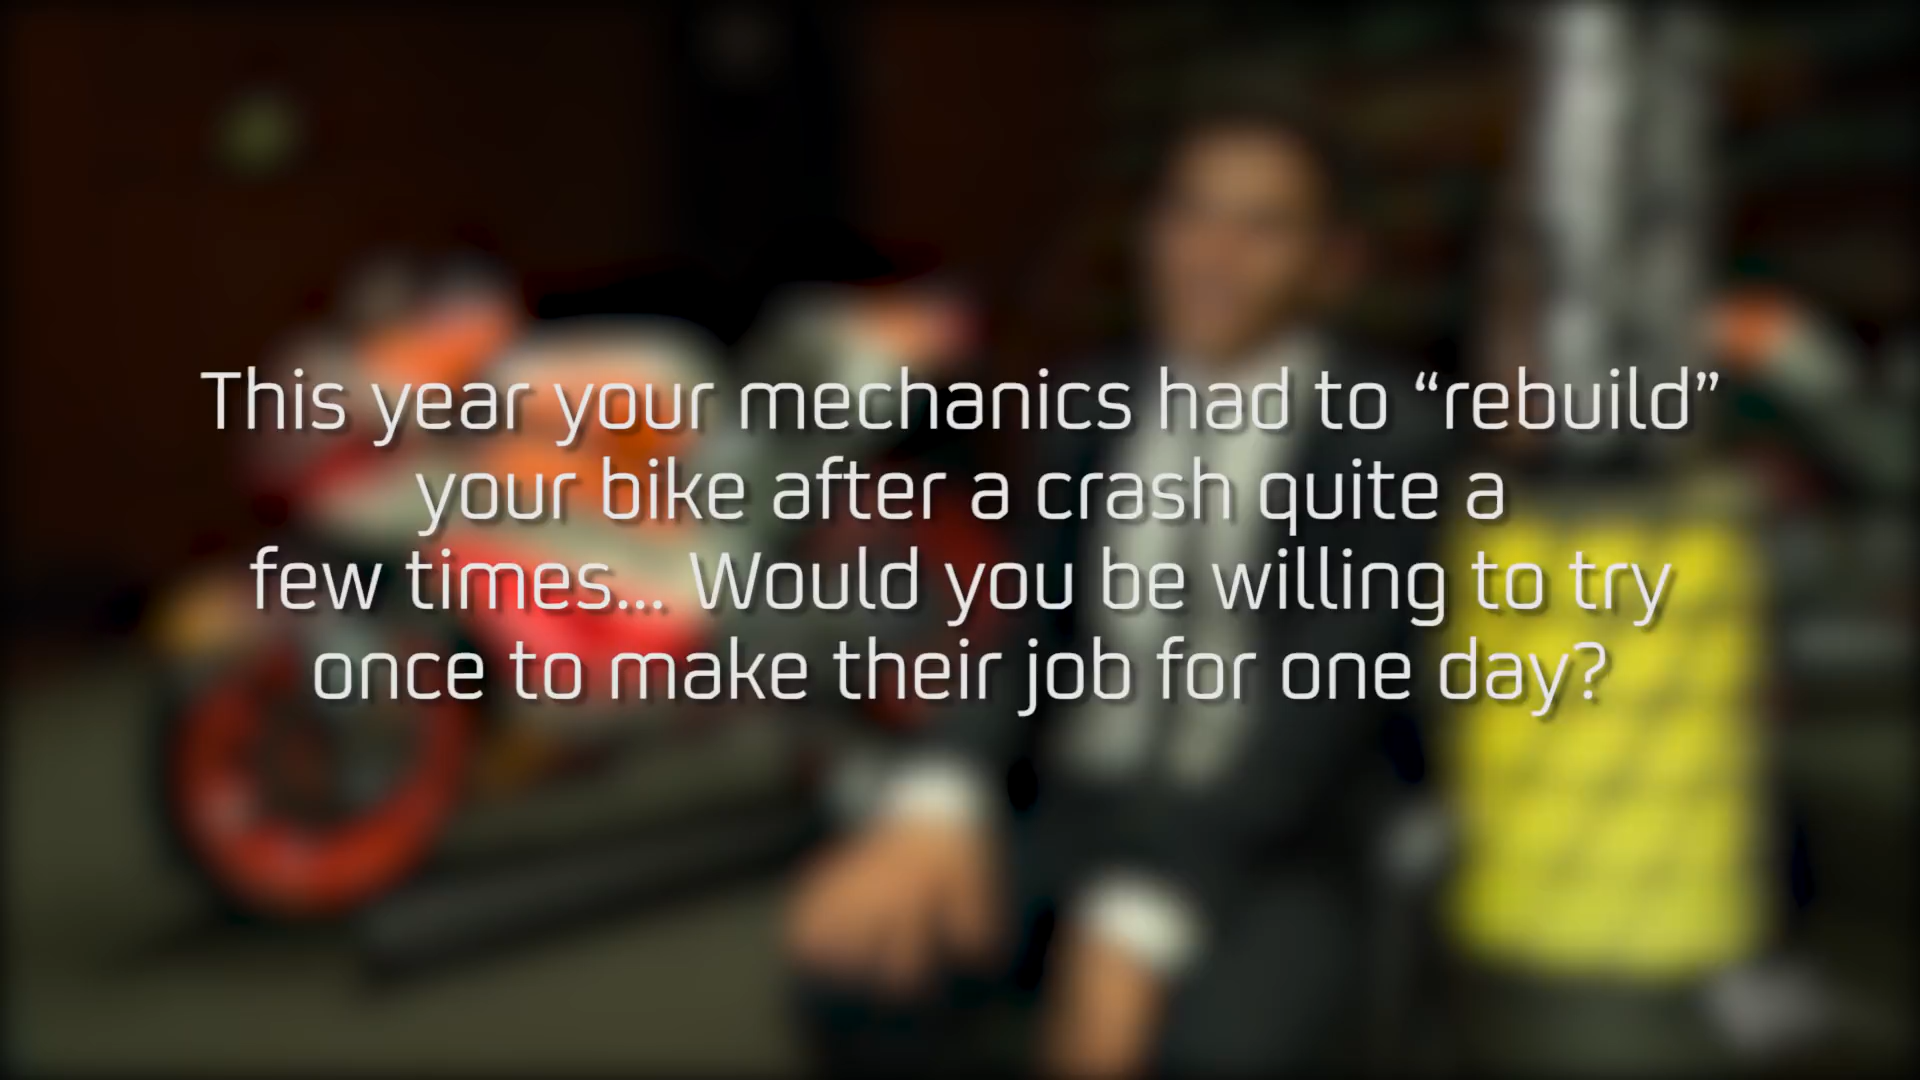 This year your mechanics had to “rebuild”
your bike after a crash quite a
few times... Would you be willing to try
once to make their job for one day?